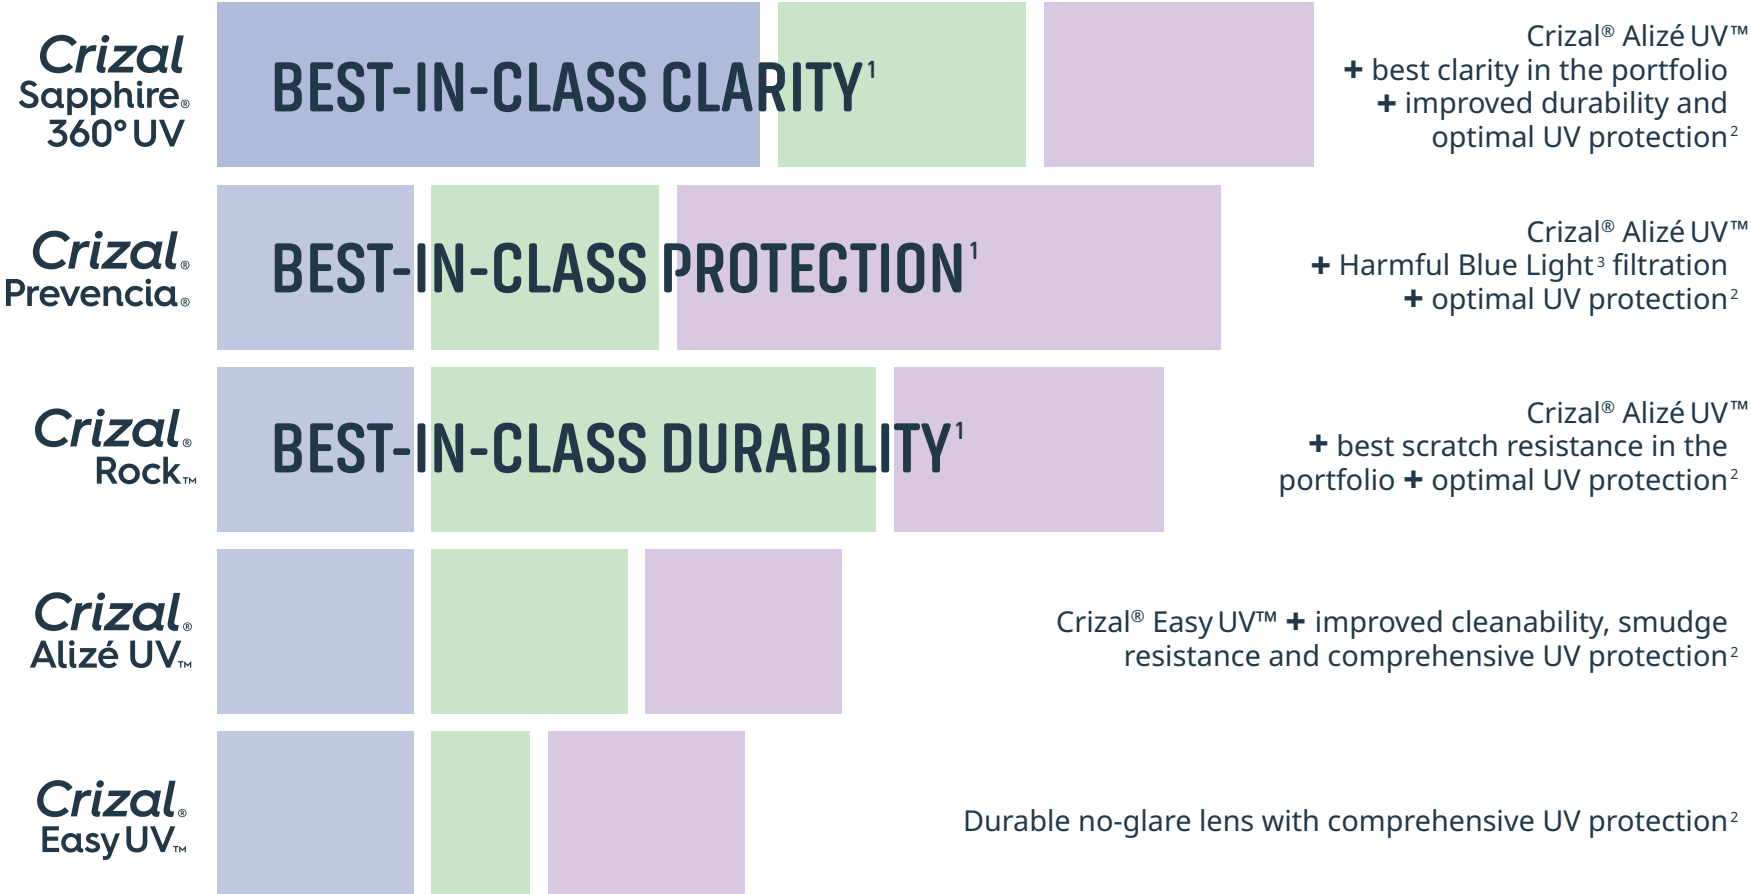 Crizal
Sapphire®
360° UV
BEST-IN-CLASS CLARITY¹
Crizal® Alizé UV™
+ best clarity in the portfolio
+ improved durability and
optimal UV protection²
Crizal®
Prevencia®
BEST-IN-CLASS PROTECTION¹
Crizal® Alizé UV™
+ Harmful Blue Light³ filtration
+ optimal UV protection²
Crizal®
Rock™
BEST-IN-CLASS DURABILITY¹
Crizal® Alizé UV™
+ best scratch resistance in the
portfolio + optimal UV protection²
Crizal®
Alizé UV™
Crizal® Easy UV™ + improved cleanability, smudge
resistance and comprehensive UV protection²
Crizal®
Easy UV™
Durable no-glare lens with comprehensive UV protection²